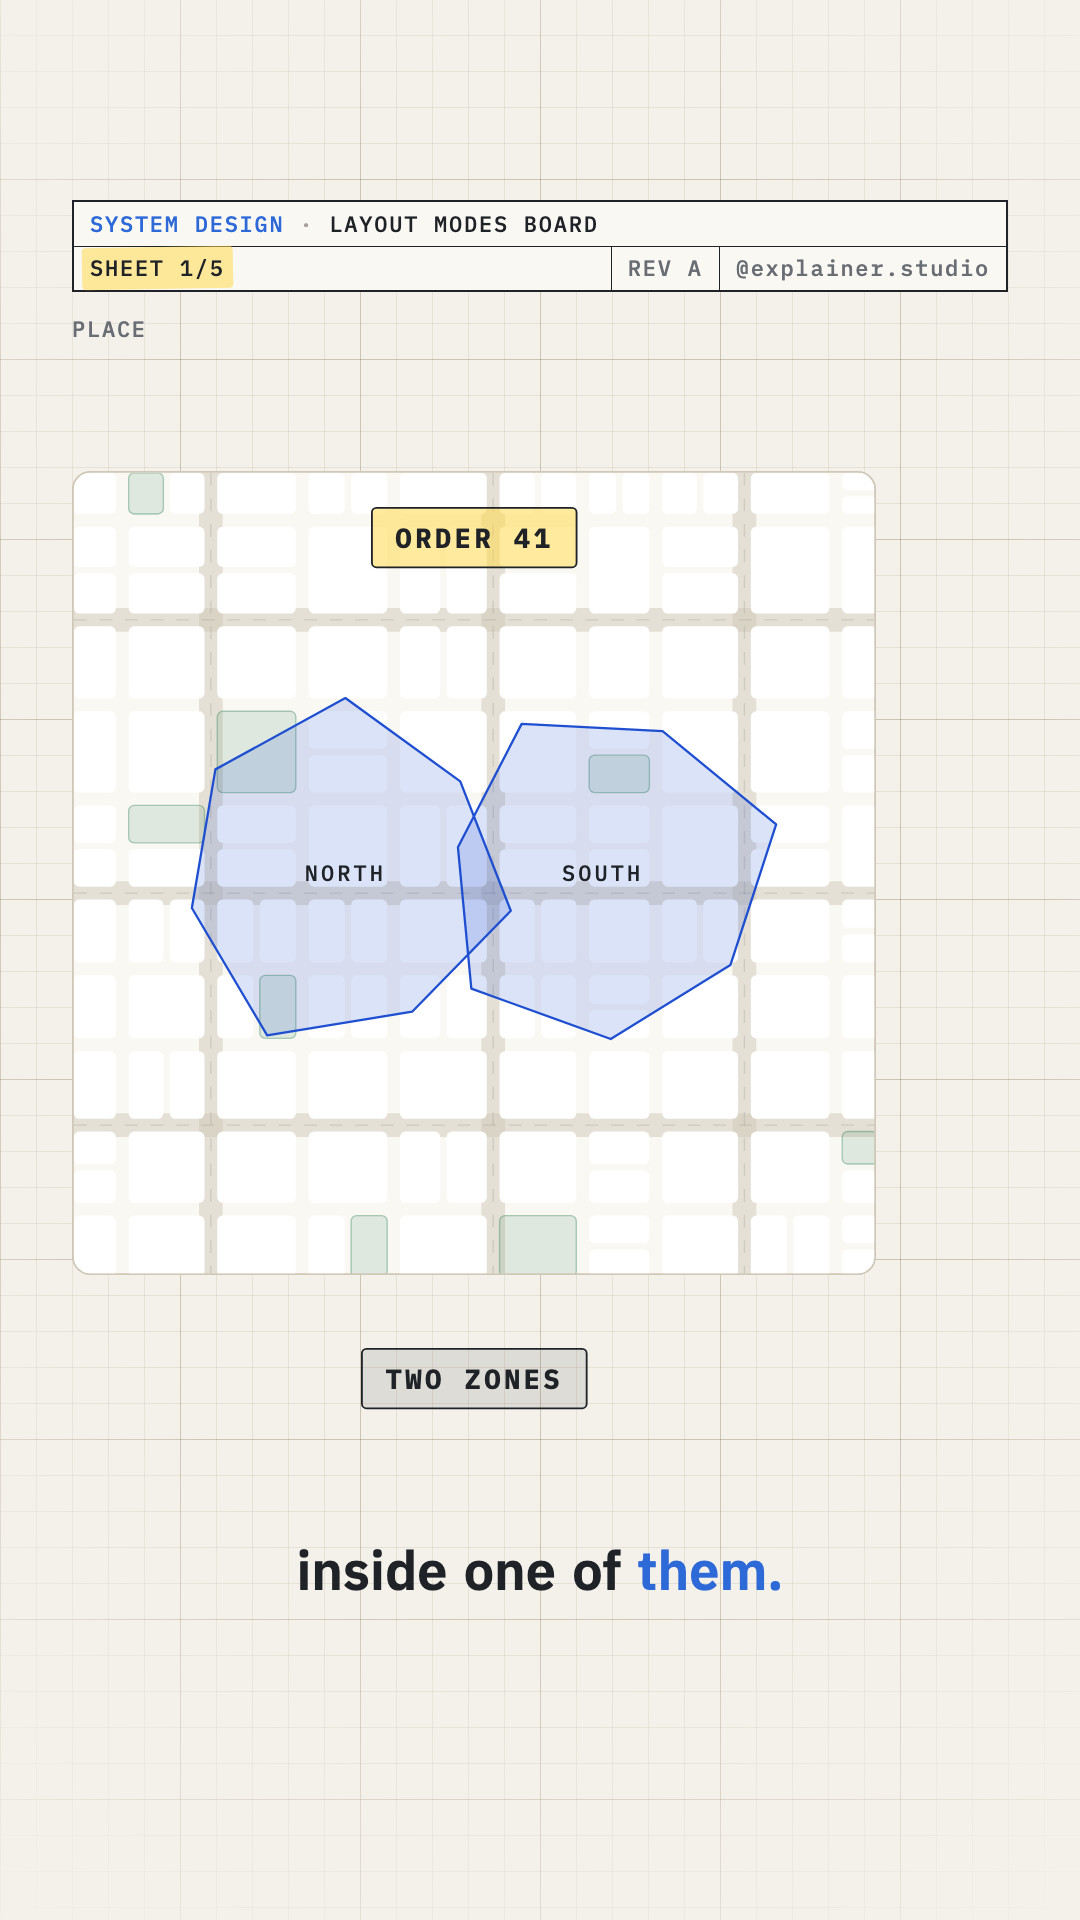 SYSTEM DESIGN · LAYOUT MODES BOARD
SHEET 1/5
REV A
@explainer.studio
PLACE
ORDER 41
NORTH
SOUTH
TWO ZONES
inside one of them.